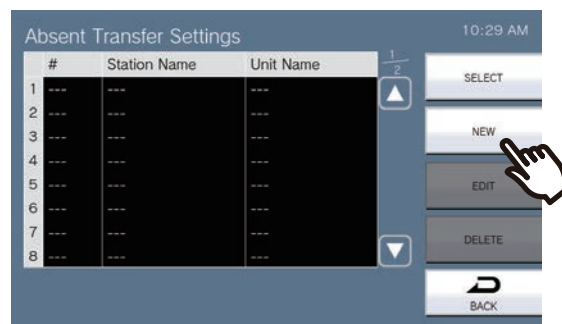 Absent Transfer Settings
10:29 AM
# Station Name Unit Name
1/2
1 --- --- ---
2 --- --- ---
3 --- --- ---
4 --- --- ---
5 --- --- ---
6 --- --- ---
7 --- --- ---
8 --- --- ---
SELECT
NEW
EDIT
DELETE
BACK